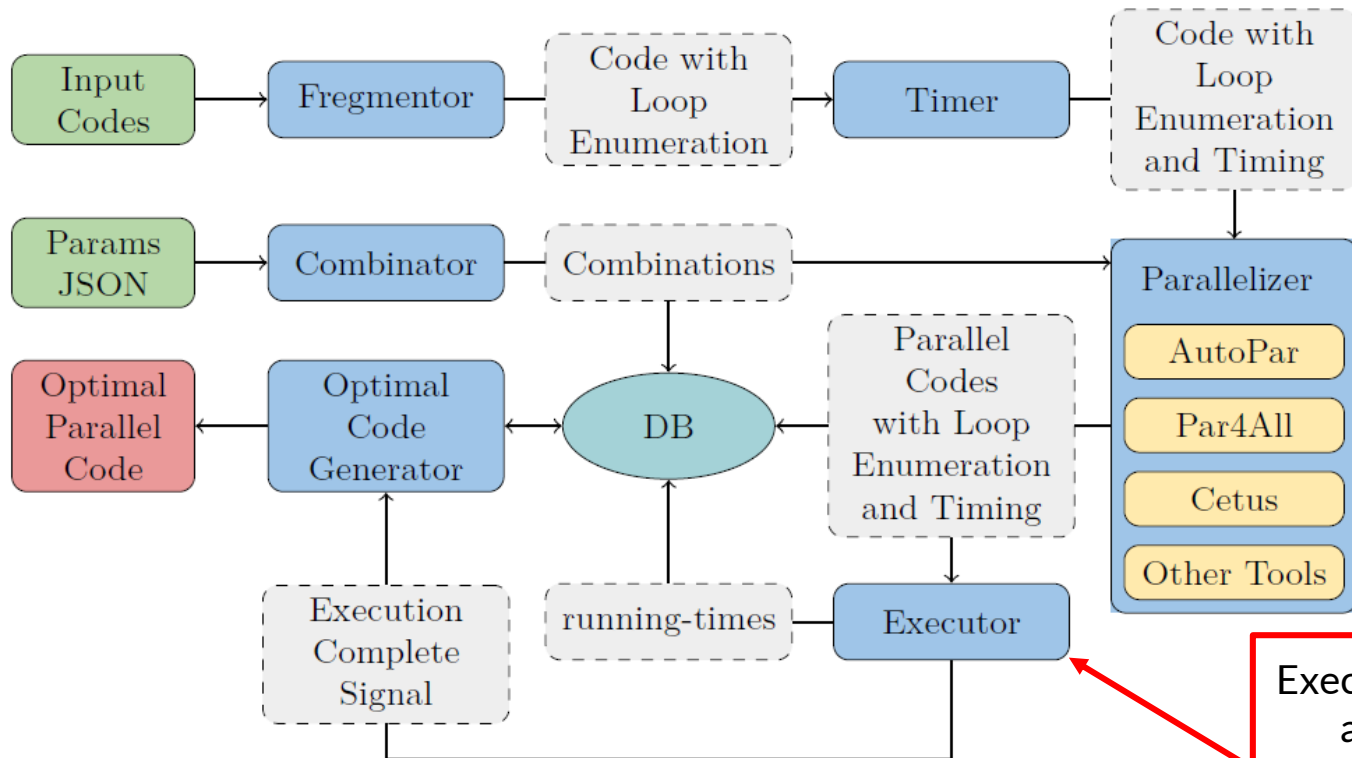 Input
Codes
Fregmentor
Code with
Loop
Enumeration
Timer
Code with
Loop
Enumeration
and Timing
Params
JSON
Combinator
Combinations
Parallelizer
AutoPar
Par4All
Cetus
Other Tools
Optimal
Parallel
Code
Optimal
Code
Generator
DB
Parallel
Codes
with Loop
Enumeration
and Timing
Execution
Complete
Signal
running-times
Executor